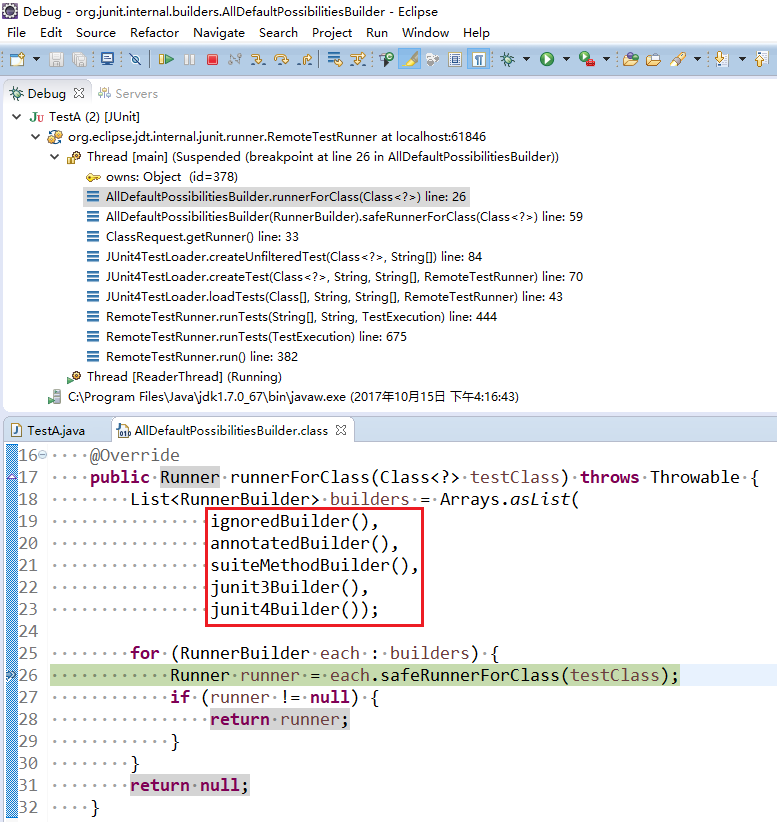 Debug - org.junit.internal.builders.AllDefaultPossibilitiesBuilder - Eclipse
File Edit Source Refactor Navigate Search Project Run Window Help
Debug Servers
TestA (2) [JUnit]
org.eclipse.jdt.internal.junit.runner.RemoteTestRunner at localhost:61846
Thread [main] (Suspended (breakpoint at line 26 in AllDefaultPossibilitiesBuilder))
owns: Object (id=378)
AllDefaultPossibilitiesBuilder.runnerForClass(Class<?>) line: 26
AllDefaultPossibilitiesBuilder(RunnerBuilder).safeRunnerForClass(Class<?>) line: 59
ClassRequest.getRunner() line: 33
JUnit4TestLoader.createUnfilteredTest(Class<?>, String[]) line: 84
JUnit4TestLoader.createTest(Class<?>, String, String[], RemoteTestRunner) line: 70
JUnit4TestLoader.loadTests(Class[], String, String[], RemoteTestRunner) line: 43
RemoteTestRunner.runTests(String[], String, TestExecution) line: 444
RemoteTestRunner.runTests(TestExecution) line: 675
RemoteTestRunner.run() line: 382
Thread [ReaderThread] (Running)
C:\Program Files\Java\jdk1.7.0_67\bin\javaw.exe (2017年10月15日 下午4:16:43)
TestA.java AllDefaultPossibilitiesBuilder.class
16 @Override
17 public Runner runnerForClass(Class<?> testClass) throws Throwable {
18 List<RunnerBuilder> builders = Arrays.asList(
19 ignoredBuilder(),
20 annotatedBuilder(),
21 suiteMethodBuilder(),
22 junit3Builder(),
23 junit4Builder());
24
25 for (RunnerBuilder each : builders) {
26 Runner runner = each.safeRunnerForClass(testClass);
27 if (runner != null) {
28 return runner;
29 }
30 }
31 return null;
32 }